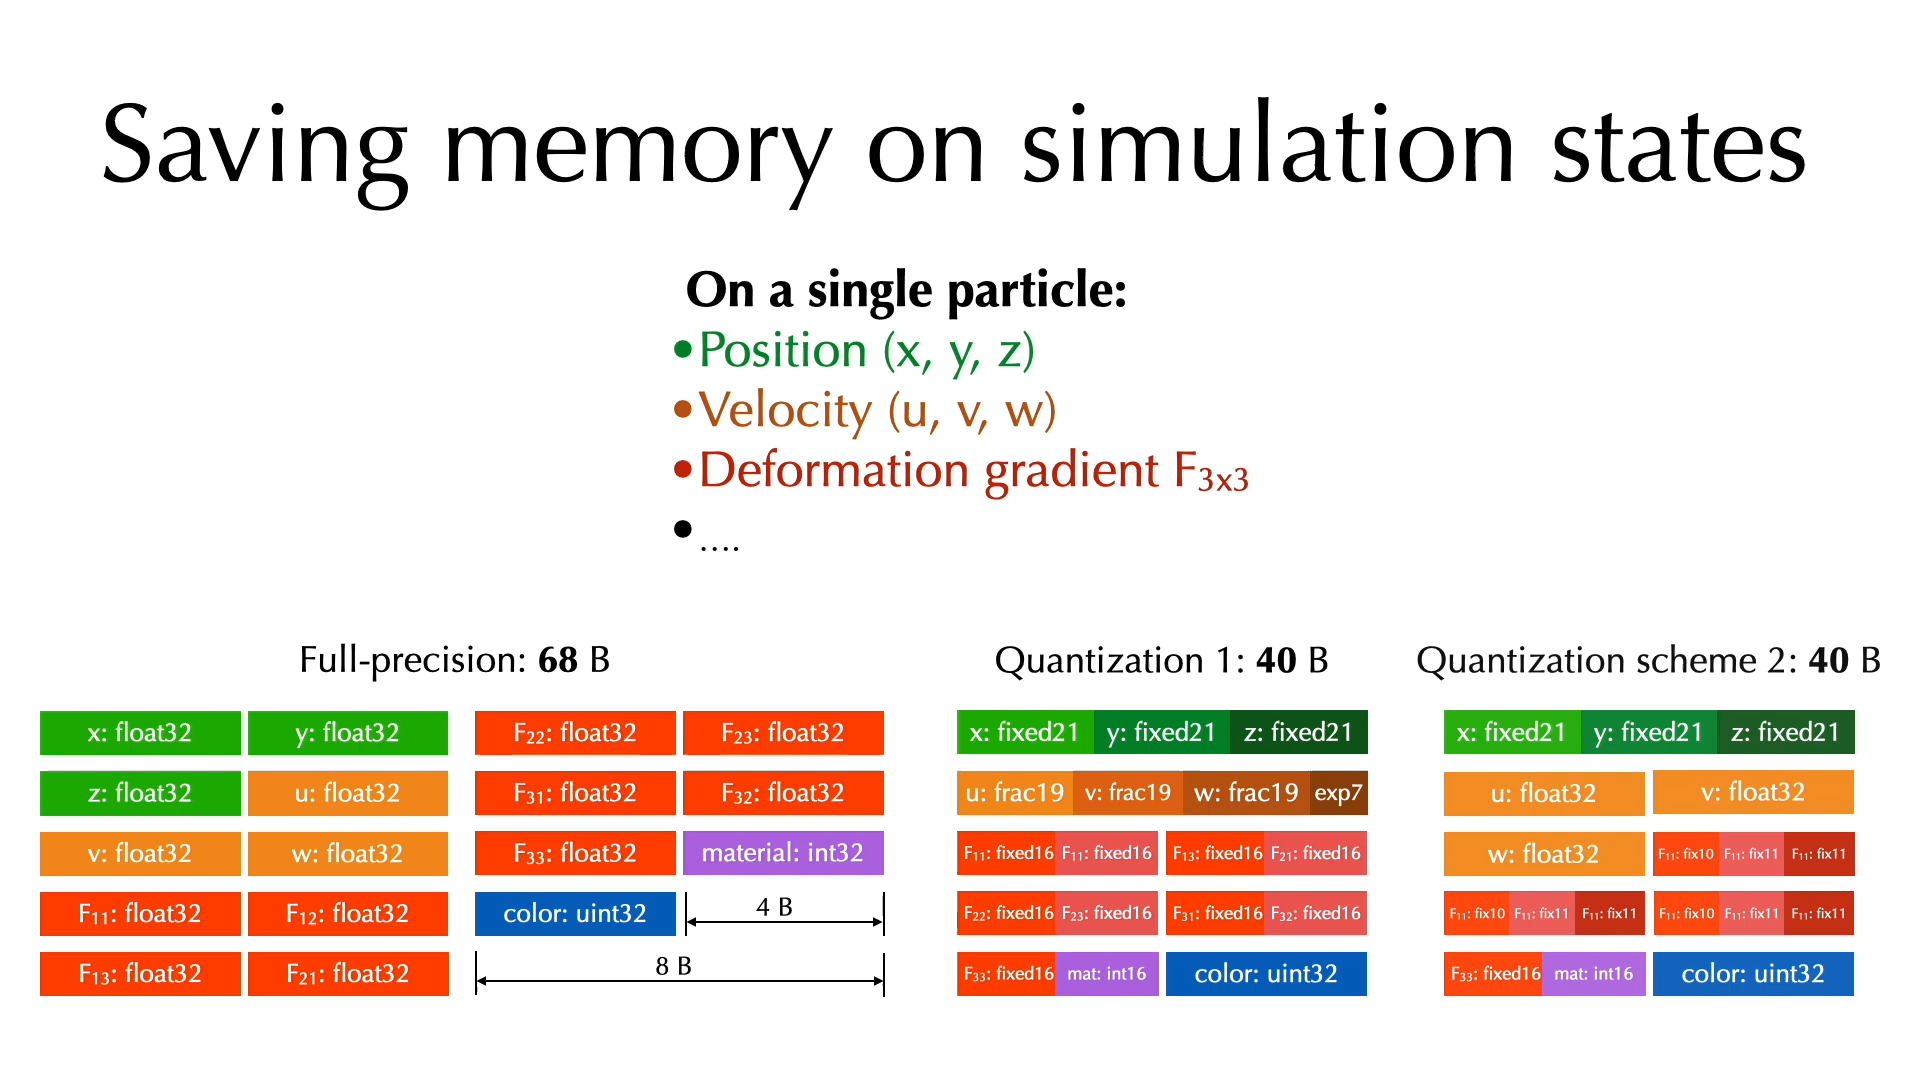 Saving memory on simulation states
On a single particle:
•Position (x, y, z)
•Velocity (u, v, w)
•Deformation gradient F₃ₓ₃
•....
Full-precision: 68 B
x: float32 y: float32
z: float32 u: float32
v: float32 w: float32
F₁₁: float32 F₁₂: float32
F₁₃: float32 F₂₁: float32
F₂₂: float32 F₂₃: float32
F₃₁: float32 F₃₂: float32
F₃₃: float32 material: int32
color: uint32 4 B
8 B
Quantization 1: 40 B
x: fixed21 y: fixed21 z: fixed21
u: frac19 v: frac19 w: frac19 exp7
F₁₁: fixed16 F₁₁: fixed16 F₁₃: fixed16 F₂₁: fixed16
F₂₂: fixed16 F₂₃: fixed16 F₃₁: fixed16 F₃₂: fixed16
F₃₃: fixed16 mat: int16 color: uint32
Quantization scheme 2: 40 B
x: fixed21 y: fixed21 z: fixed21
u: float32 v: float32
w: float32 F₁₁: fix10 F₁₁: fix11 F₁₁: fix11
F₁₁: fix10 F₁₁: fix11 F₁₁: fix11 F₁₁: fix10 F₁₁: fix11 F₁₁: fix11
F₃₃: fixed16 mat: int16 color: uint32